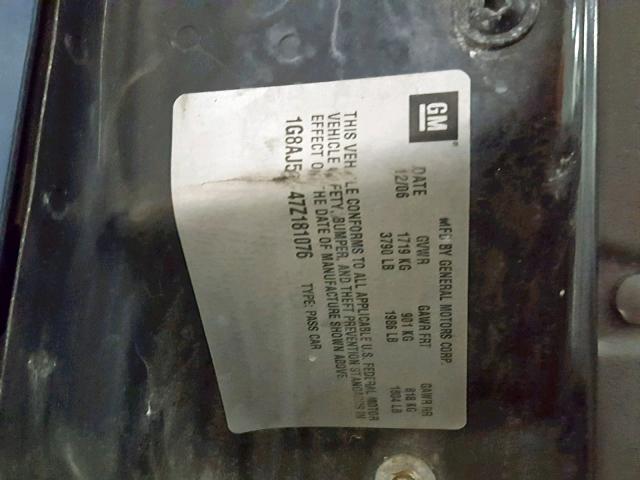 GM
MFD BY GENERAL MOTORS CORP.
DATE GVWR GAWR FRT GAWR RR
12/06 1719 KG 901 KG 818 KG
3790 LB 1986 LB 1804 LB
THIS VEH LE CONFORMS TO ALL APPLICABLE U.S. FEDERAL MOTOR
VEHICLE FETY, BUMPER, AND THEFT PREVENTION STANDARDS IN
EFFECT O HE DATE OF MANUFACTURE SHOWN ABOVE.
1G8AJ5 47Z181076 TYPE: PASS CAR